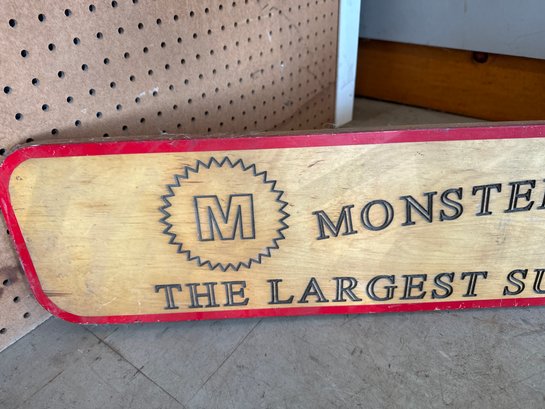 M
MONSTE
THE LARGEST SU